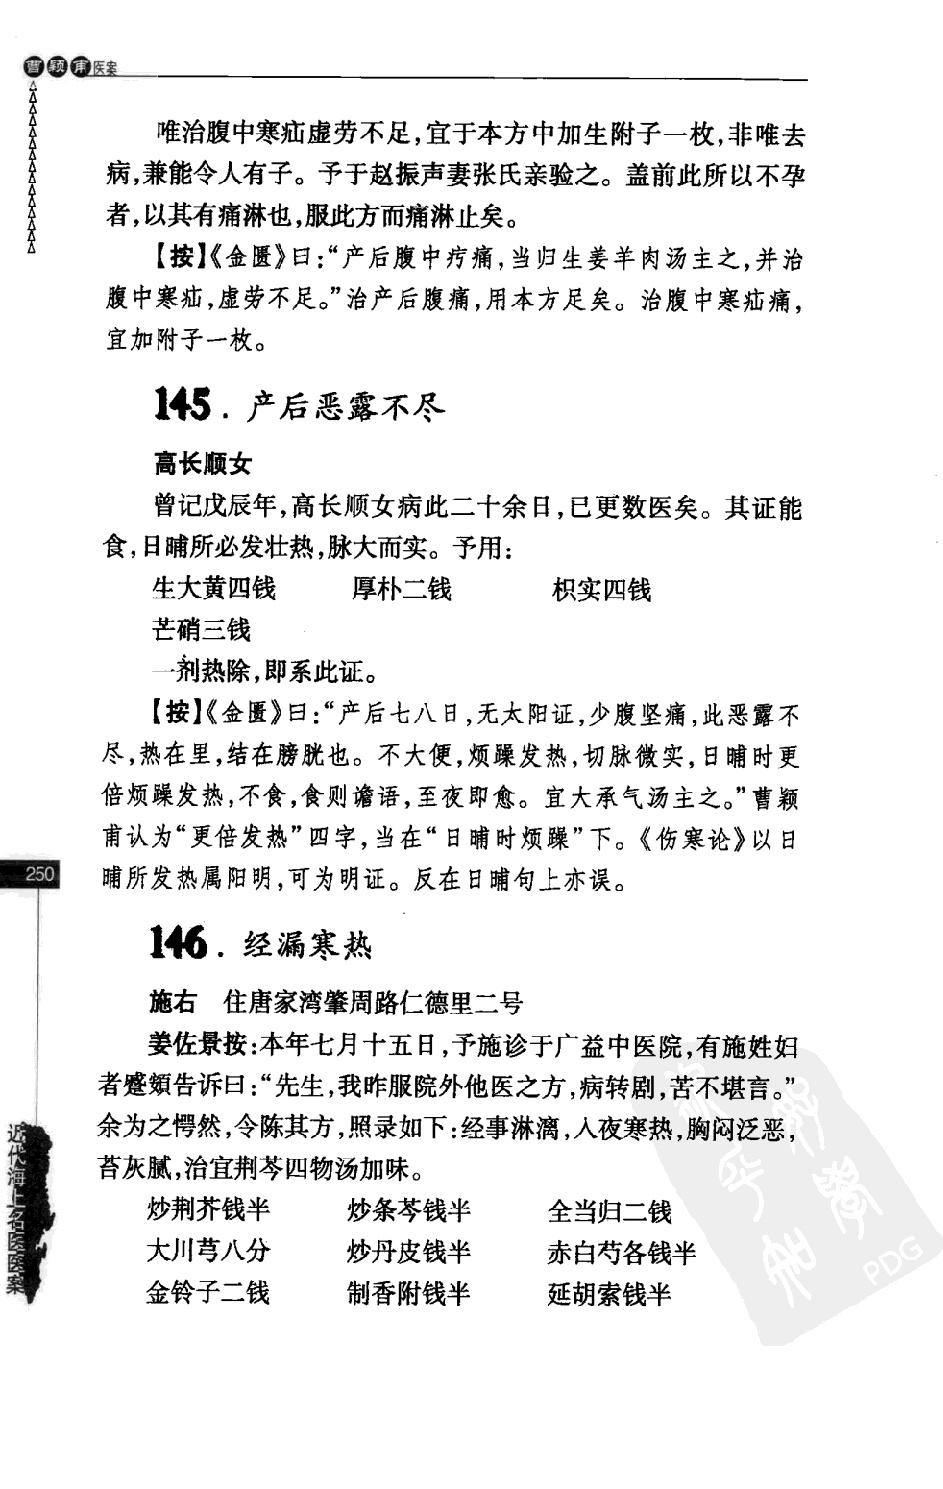 曹颖甫医案
唯治腹中寒疝虚劳不足,宜于本方中加生附子一枚,非唯去
病,兼能令人有子。予于赵振声妻张氏亲验之。盖前此所以不孕
者,以其有痛淋也,服此方而痛淋止矣。
【按】《金匮》曰:“产后腹中疞痛,当归生姜羊肉汤主之,并治
腹中寒疝,虚劳不足。”治产后腹痛,用本方足矣。治腹中寒疝痛,
宜加附子一枚。
145. 产后恶露不尽
高长顺女
曾记戊辰年,高长顺女病此二十余日,已更数医矣。其证能
食,日晡所必发壮热,脉大而实。予用:
生大黄四钱 厚朴二钱 枳实四钱
芒硝三钱
一剂热除,即系此证。
【按】《金匮》曰:“产后七八日,无太阳证,少腹坚痛,此恶露不
尽,热在里,结在膀胱也。不大便,烦躁发热,切脉微实,日晡时更
倍烦躁发热,不食,食则谵语,至夜即愈。宜大承气汤主之。”曹颖
甫认为“更倍发热”四字,当在“日晡时烦躁”下。《伤寒论》以日
晡所发热属阳明,可为明证。反在日晡句上亦误。
250
146. 经漏寒热
施右 住唐家湾肇周路仁德里二号
姜佐景按:本年七月十五日,予施诊于广益中医院,有施姓妇
者蹙頞告诉曰:“先生,我昨服院外他医之方,病转剧,苦不堪言。”
余为之愕然,令陈其方,照录如下:经事淋漓,入夜寒热,胸闷泛恶,
苔灰腻,治宜荆芩四物汤加味。
炒荆芥钱半 炒条芩钱半 全当归二钱
大川芎八分 炒丹皮钱半 赤白芍各钱半
金铃子二钱 制香附钱半 延胡索钱半
近代海上名医医案
PDG